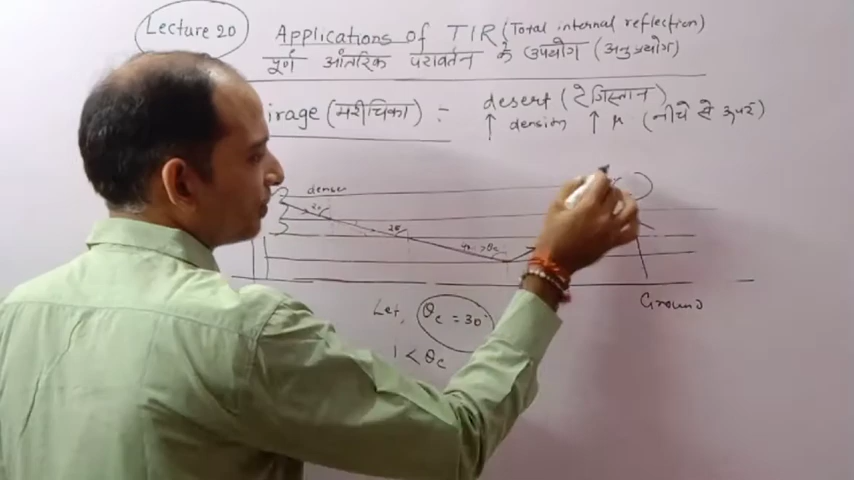 Lecture 20
Applications of TIR (Total internal reflection)
पूर्ण आंतरिक परावर्तन के उपयोग (अनुप्रयोग)
irage (मरीचिका) :- desert (रेगिस्तान)
↑ density ↑ μ (नीचे से ऊपर)
denser
Ground
Let, θc = 30°
i < θc